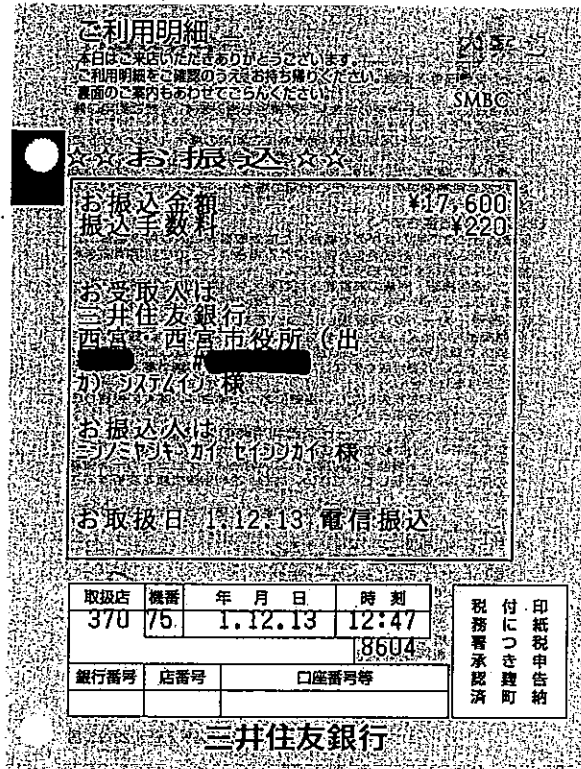 ご利用明細
本日はご来店いただきありがとうございます。
ご利用明細をご確認のうえ、お持ち帰りください。
裏面のご案内もあわせてごらんください。
SMBC
☆☆お振込☆☆
お振込金額 ¥17,600
振込手数料 ¥220
お受取人は
三井住友銀行
西宮・西宮市役所(出
カ)システムイン 様
お振込人は
様
お取扱日 1.12.13 電信振込
取扱店 機番 年 月 日 時 刻
370 75 1.12.13 12:47
8604
銀行番号 店番号 口座番号等
印紙税申告納
付につき麴町
税務署承認済
三井住友銀行